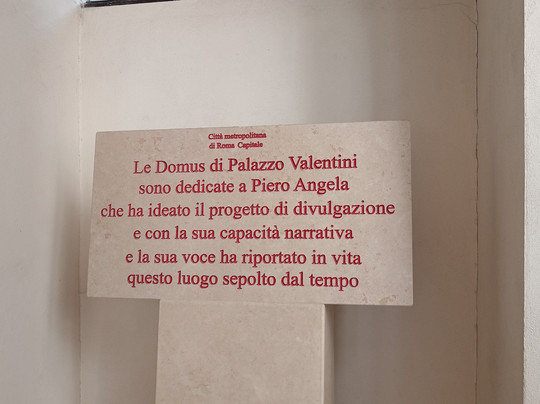 Città metropolitana
di Roma Capitale
Le Domus di Palazzo Valentini
sono dedicate a Piero Angela
che ha ideato il progetto di divulgazione
e con la sua capacità narrativa
e la sua voce ha riportato in vita
questo luogo sepolto dal tempo